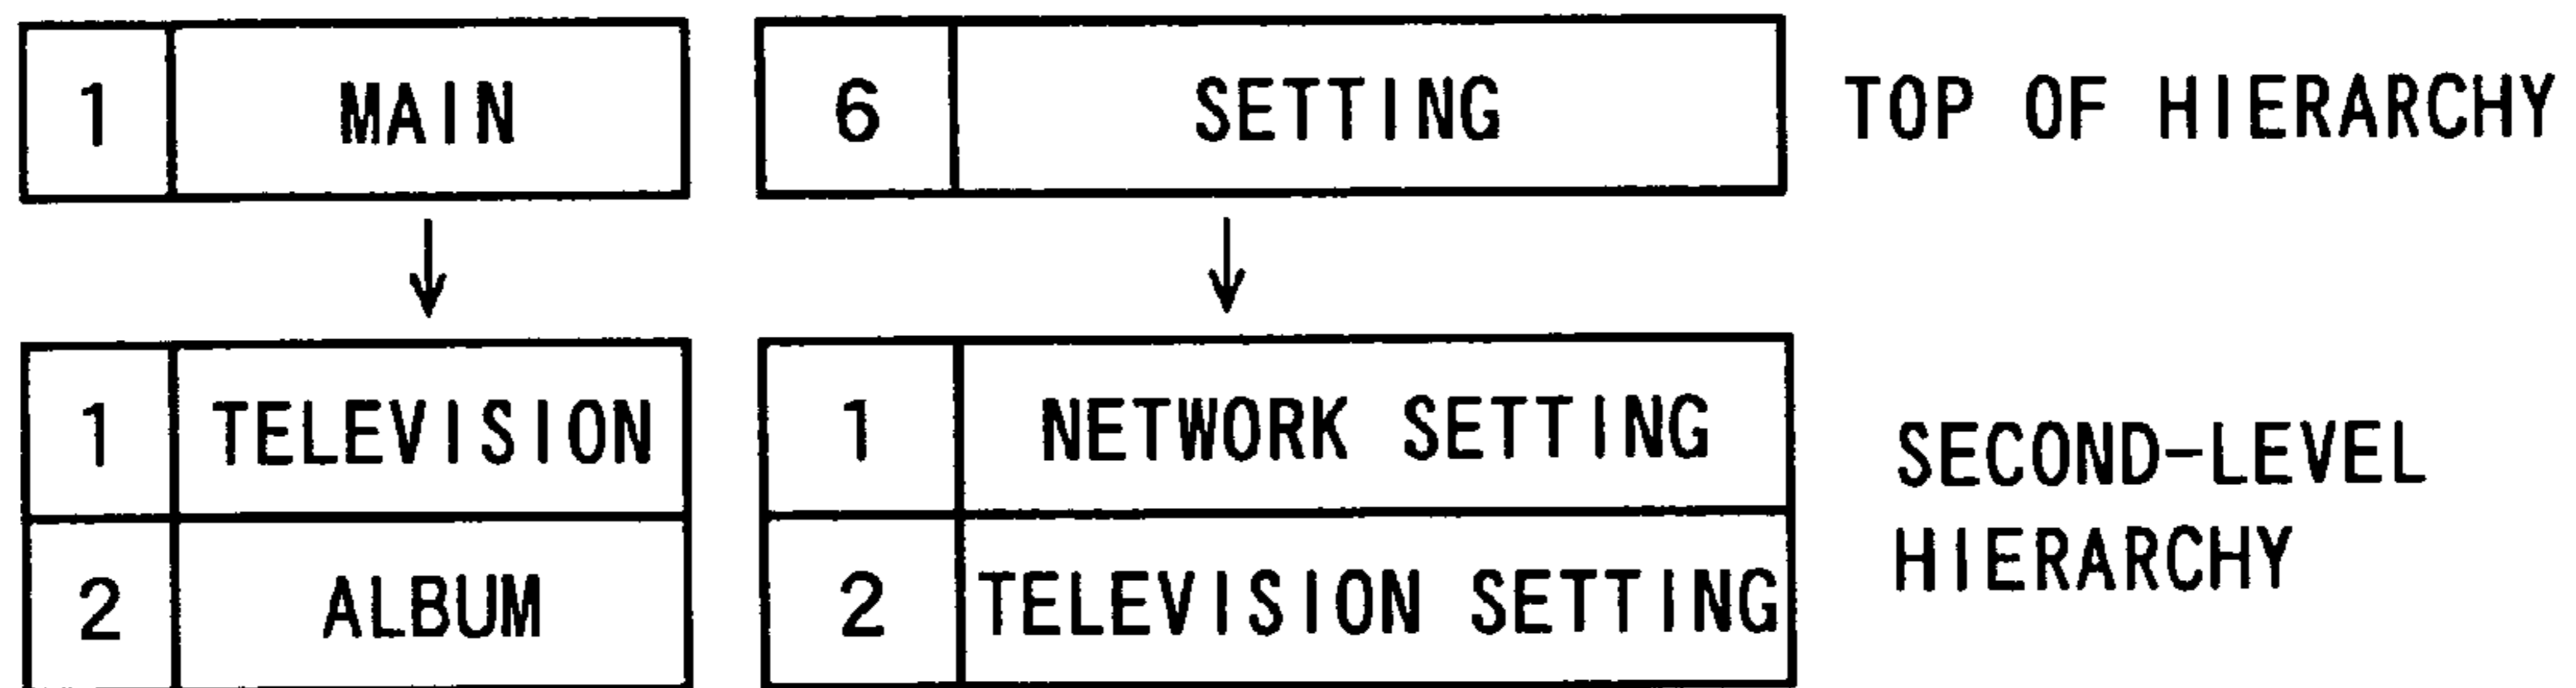 1 MAIN 6 SETTING TOP OF HIERARCHY
1 TELEVISION 1 NETWORK SETTING SECOND-LEVEL
2 ALBUM 2 TELEVISION SETTING HIERARCHY